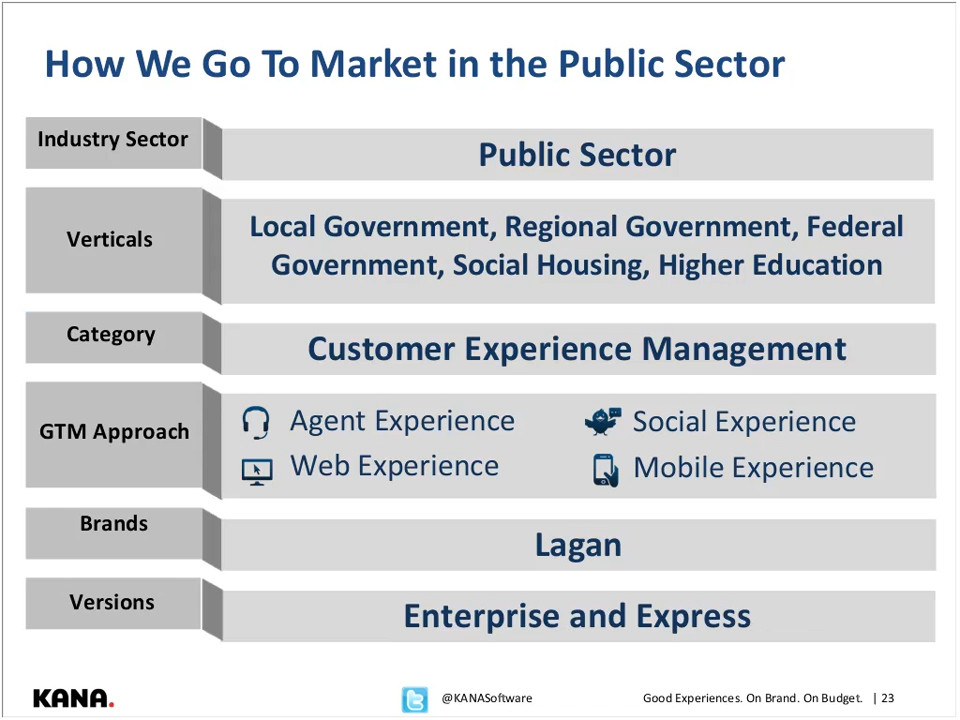 How We Go To Market in the Public Sector
Industry Sector
Public Sector
Verticals
Local Government, Regional Government, Federal
Government, Social Housing, Higher Education
Category
Customer Experience Management
GTM Approach
Agent Experience
Social Experience
Web Experience
Mobile Experience
Brands
Lagan
Versions
Enterprise and Express
KANA.
@KANASoftware
Good Experiences. On Brand. On Budget. | 23